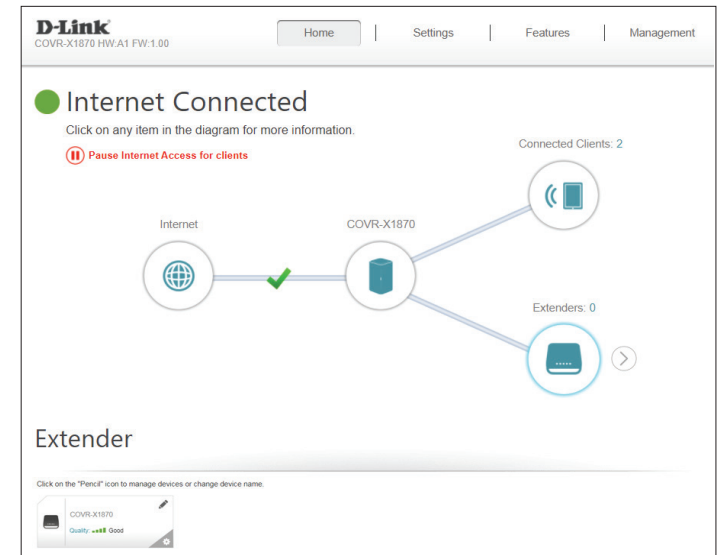 D-Link
COVR-X1870 HW:A1 FW:1.00
Home
Settings
Features
Management
Internet Connected
Click on any item in the diagram for more information.
Pause Internet Access for clients
Connected Clients: 2
Internet
COVR-X1870
Extenders: 0
Extender
Click on the "Pencil" icon to manage devices or change device name.
COVR-X1870
Quality: Good